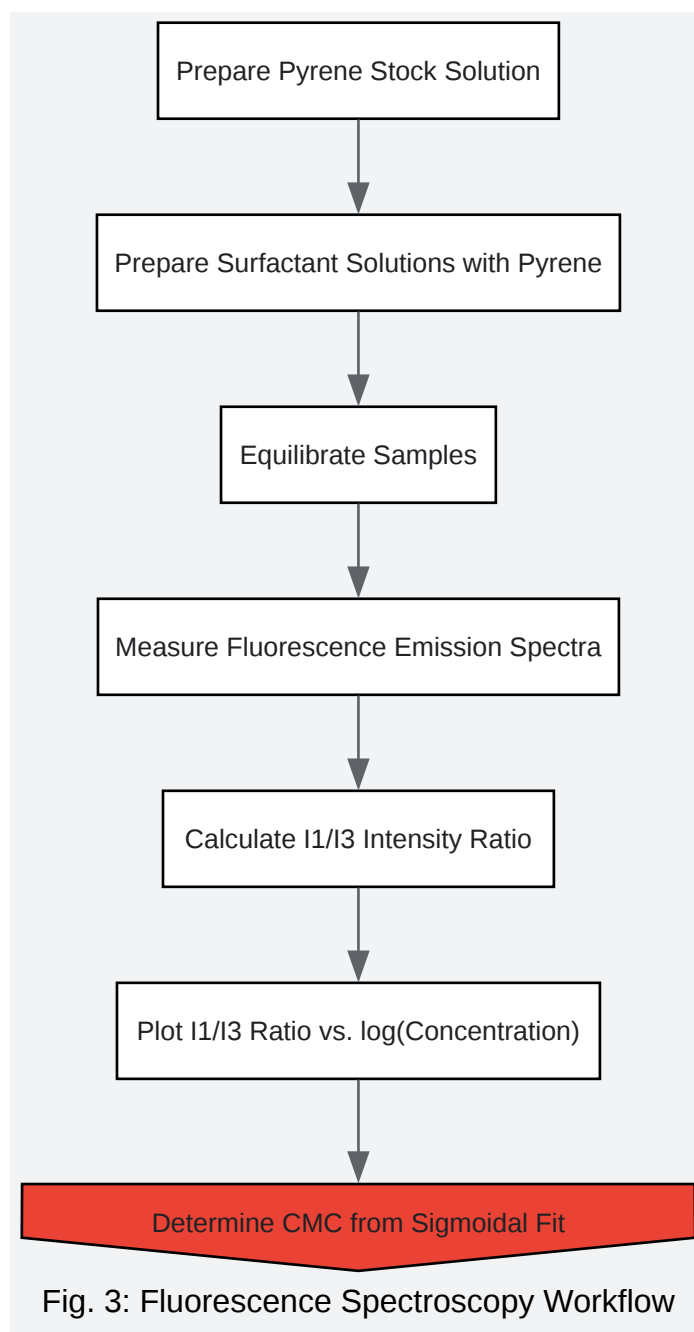 Prepare Pyrene Stock Solution
Prepare Surfactant Solutions with Pyrene
Equilibrate Samples
Measure Fluorescence Emission Spectra
Calculate I1/I3 Intensity Ratio
Plot I1/I3 Ratio vs. log(Concentration)
Determine CMC from Sigmoidal Fit
Fig. 3: Fluorescence Spectroscopy Workflow